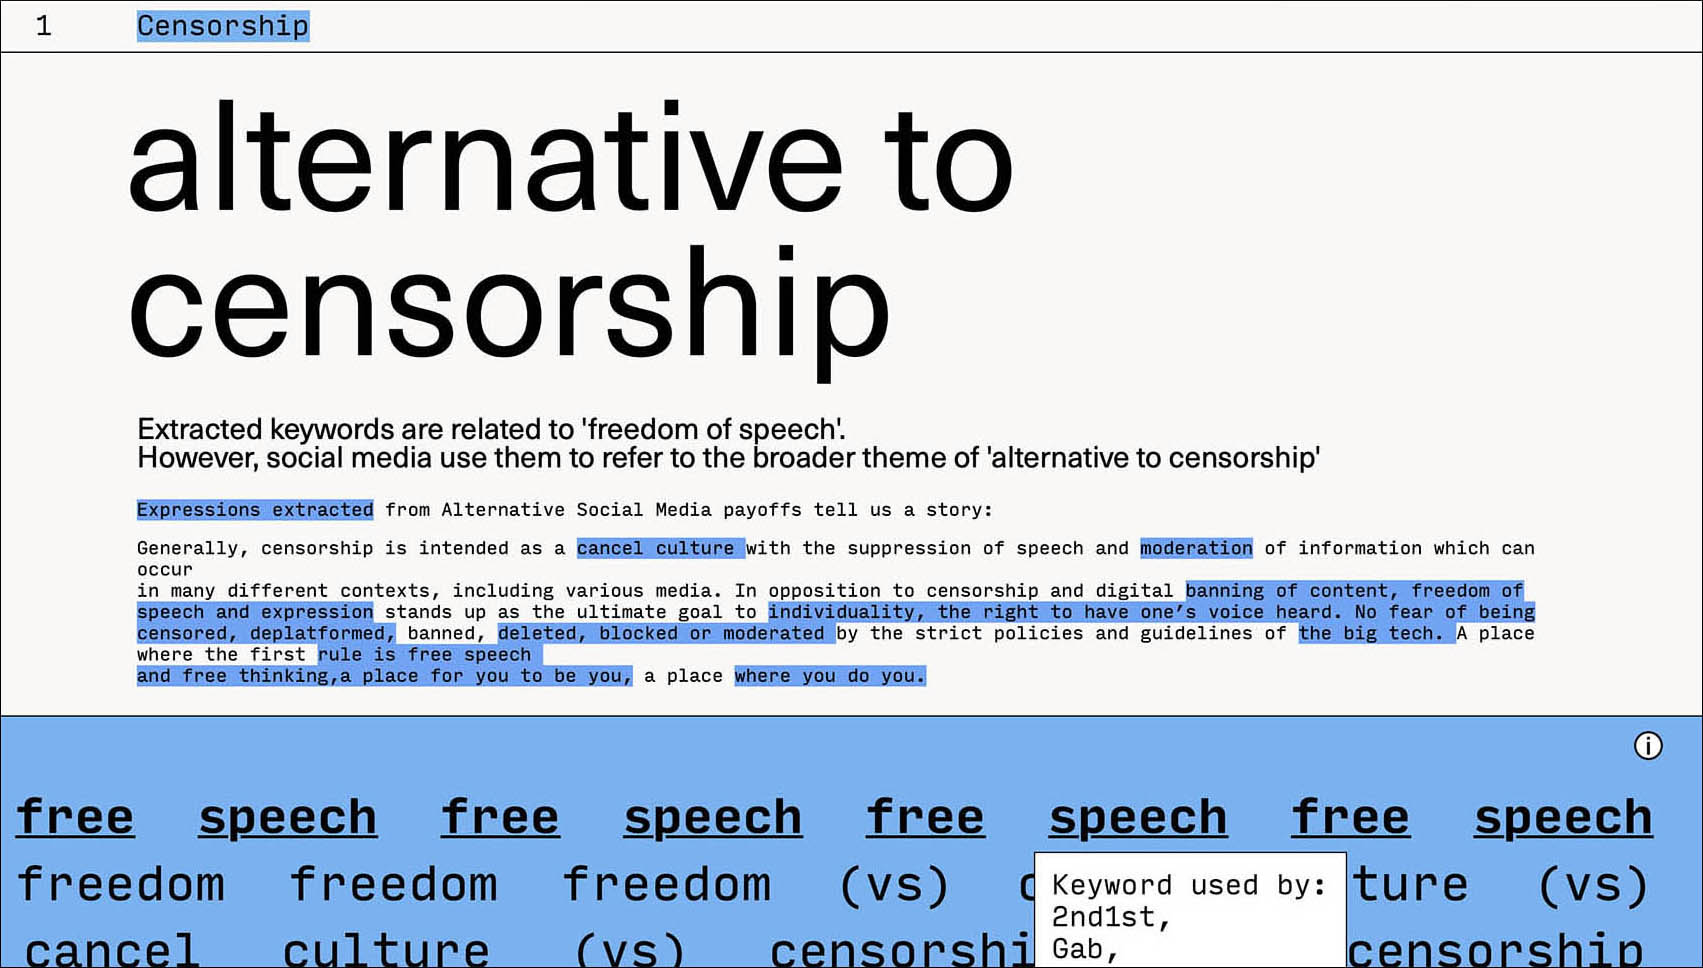 1 Censorship
alternative to
censorship
Extracted keywords are related to 'freedom of speech'.
However, social media use them to refer to the broader theme of 'alternative to censorship'
Expressions extracted from Alternative Social Media payoffs tell us a story:
Generally, censorship is intended as a cancel culture with the suppression of speech and moderation of information which can
occur
in many different contexts, including various media. In opposition to censorship and digital banning of content, freedom of
speech and expression stands up as the ultimate goal to individuality, the right to have one’s voice heard. No fear of being
censored, deplatformed, banned, deleted, blocked or moderated by the strict policies and guidelines of the big tech. A place
where the first rule is free speech
and free thinking,a place for you to be you, a place where you do you.
i
free speech free speech free speech free speech
freedom freedom freedom (vs) c ture (vs)
Keyword used by:
2nd1st,
Gab,
cancel culture (vs) censorshi censorship